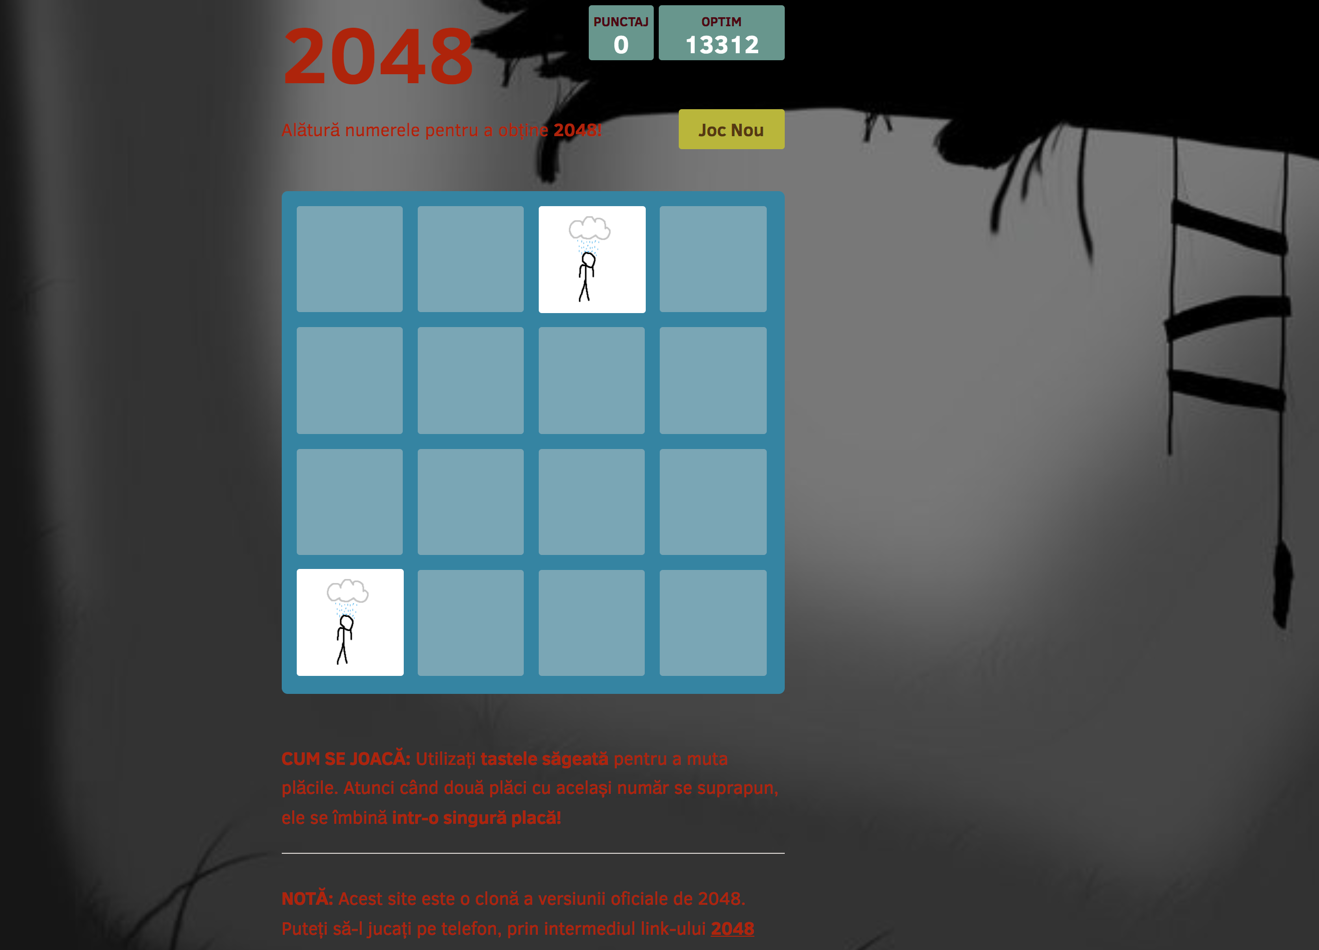 2048
PUNCTAJ
0
OPTIM
13312
Alătură numerele pentru a obține 2048!
Joc Nou
CUM SE JOACĂ: Utilizați tastele săgeată pentru a muta
plăcile. Atunci când două plăci cu același număr se suprapun,
ele se îmbină intr-o singură placă!
NOTĂ: Acest site este o clonă a versiunii oficiale de 2048.
Puteți să-l jucați pe telefon, prin intermediul link-ului 2048